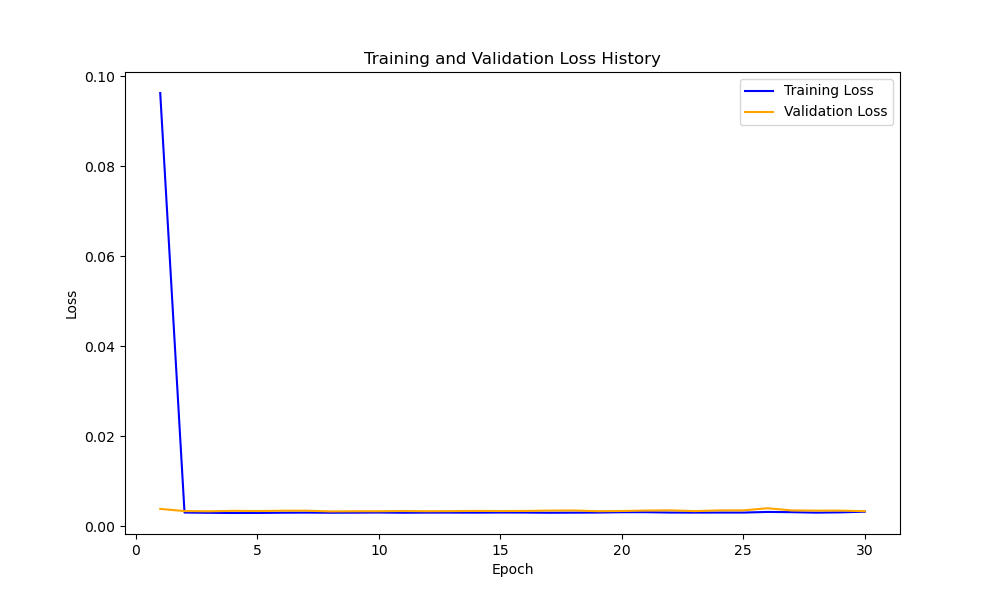 Training and Validation Loss History
Training Loss
Validation Loss
Loss
0.10
0.08
0.06
0.04
0.02
0.00
0 5 10 15 20 25 30
Epoch